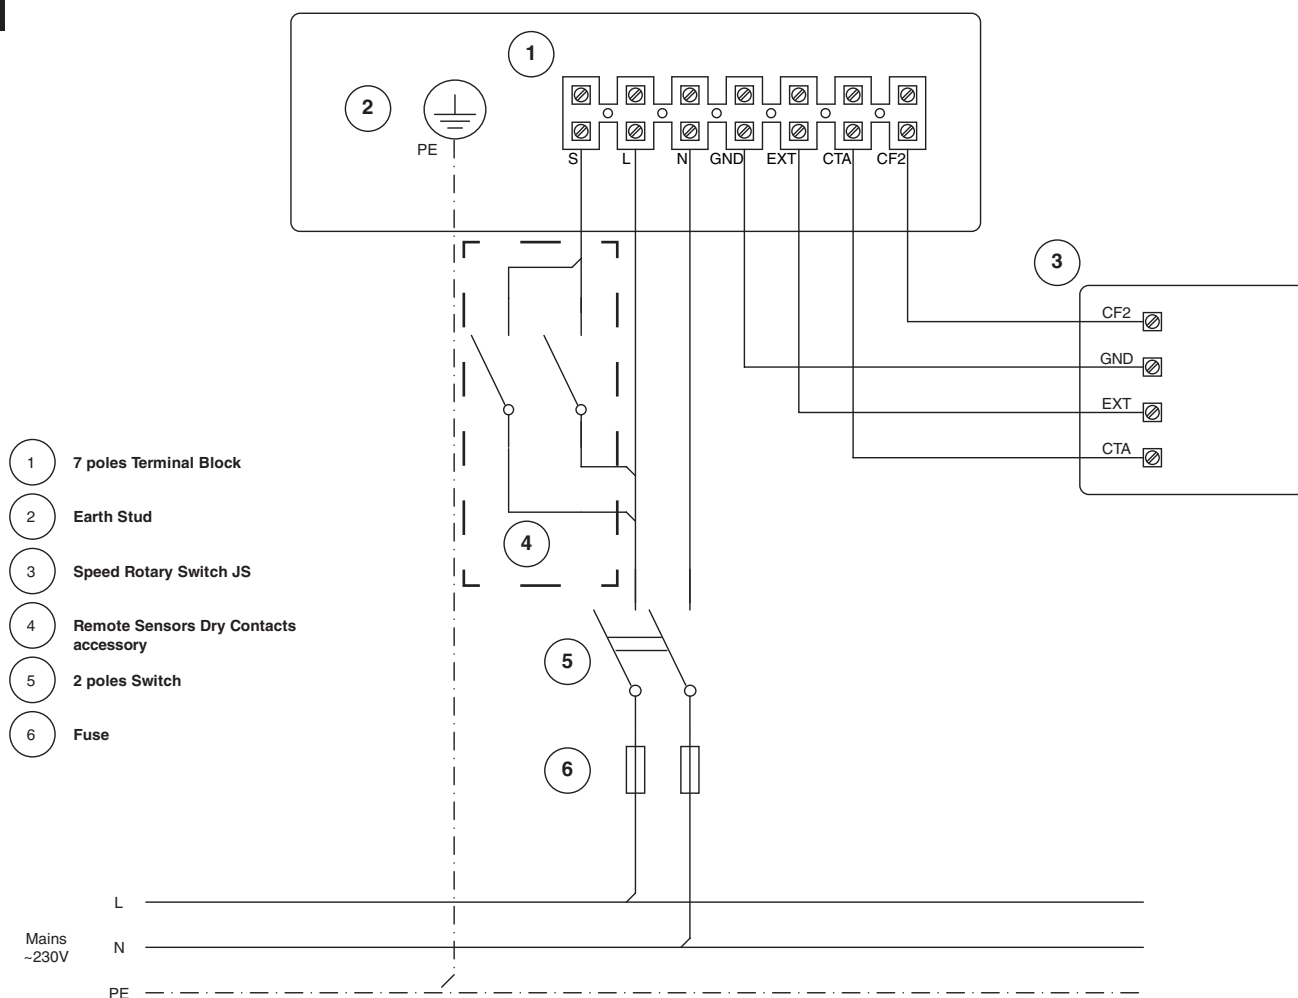 1
2
PE
S L N GND EXT CTA CF2
3
CF2
GND
EXT
CTA
4
1 7 poles Terminal Block
2 Earth Stud
3 Speed Rotary Switch JS
4 Remote Sensors Dry Contacts
accessory
5 2 poles Switch
6 Fuse
5
6
L
Mains
~230V
N
PE